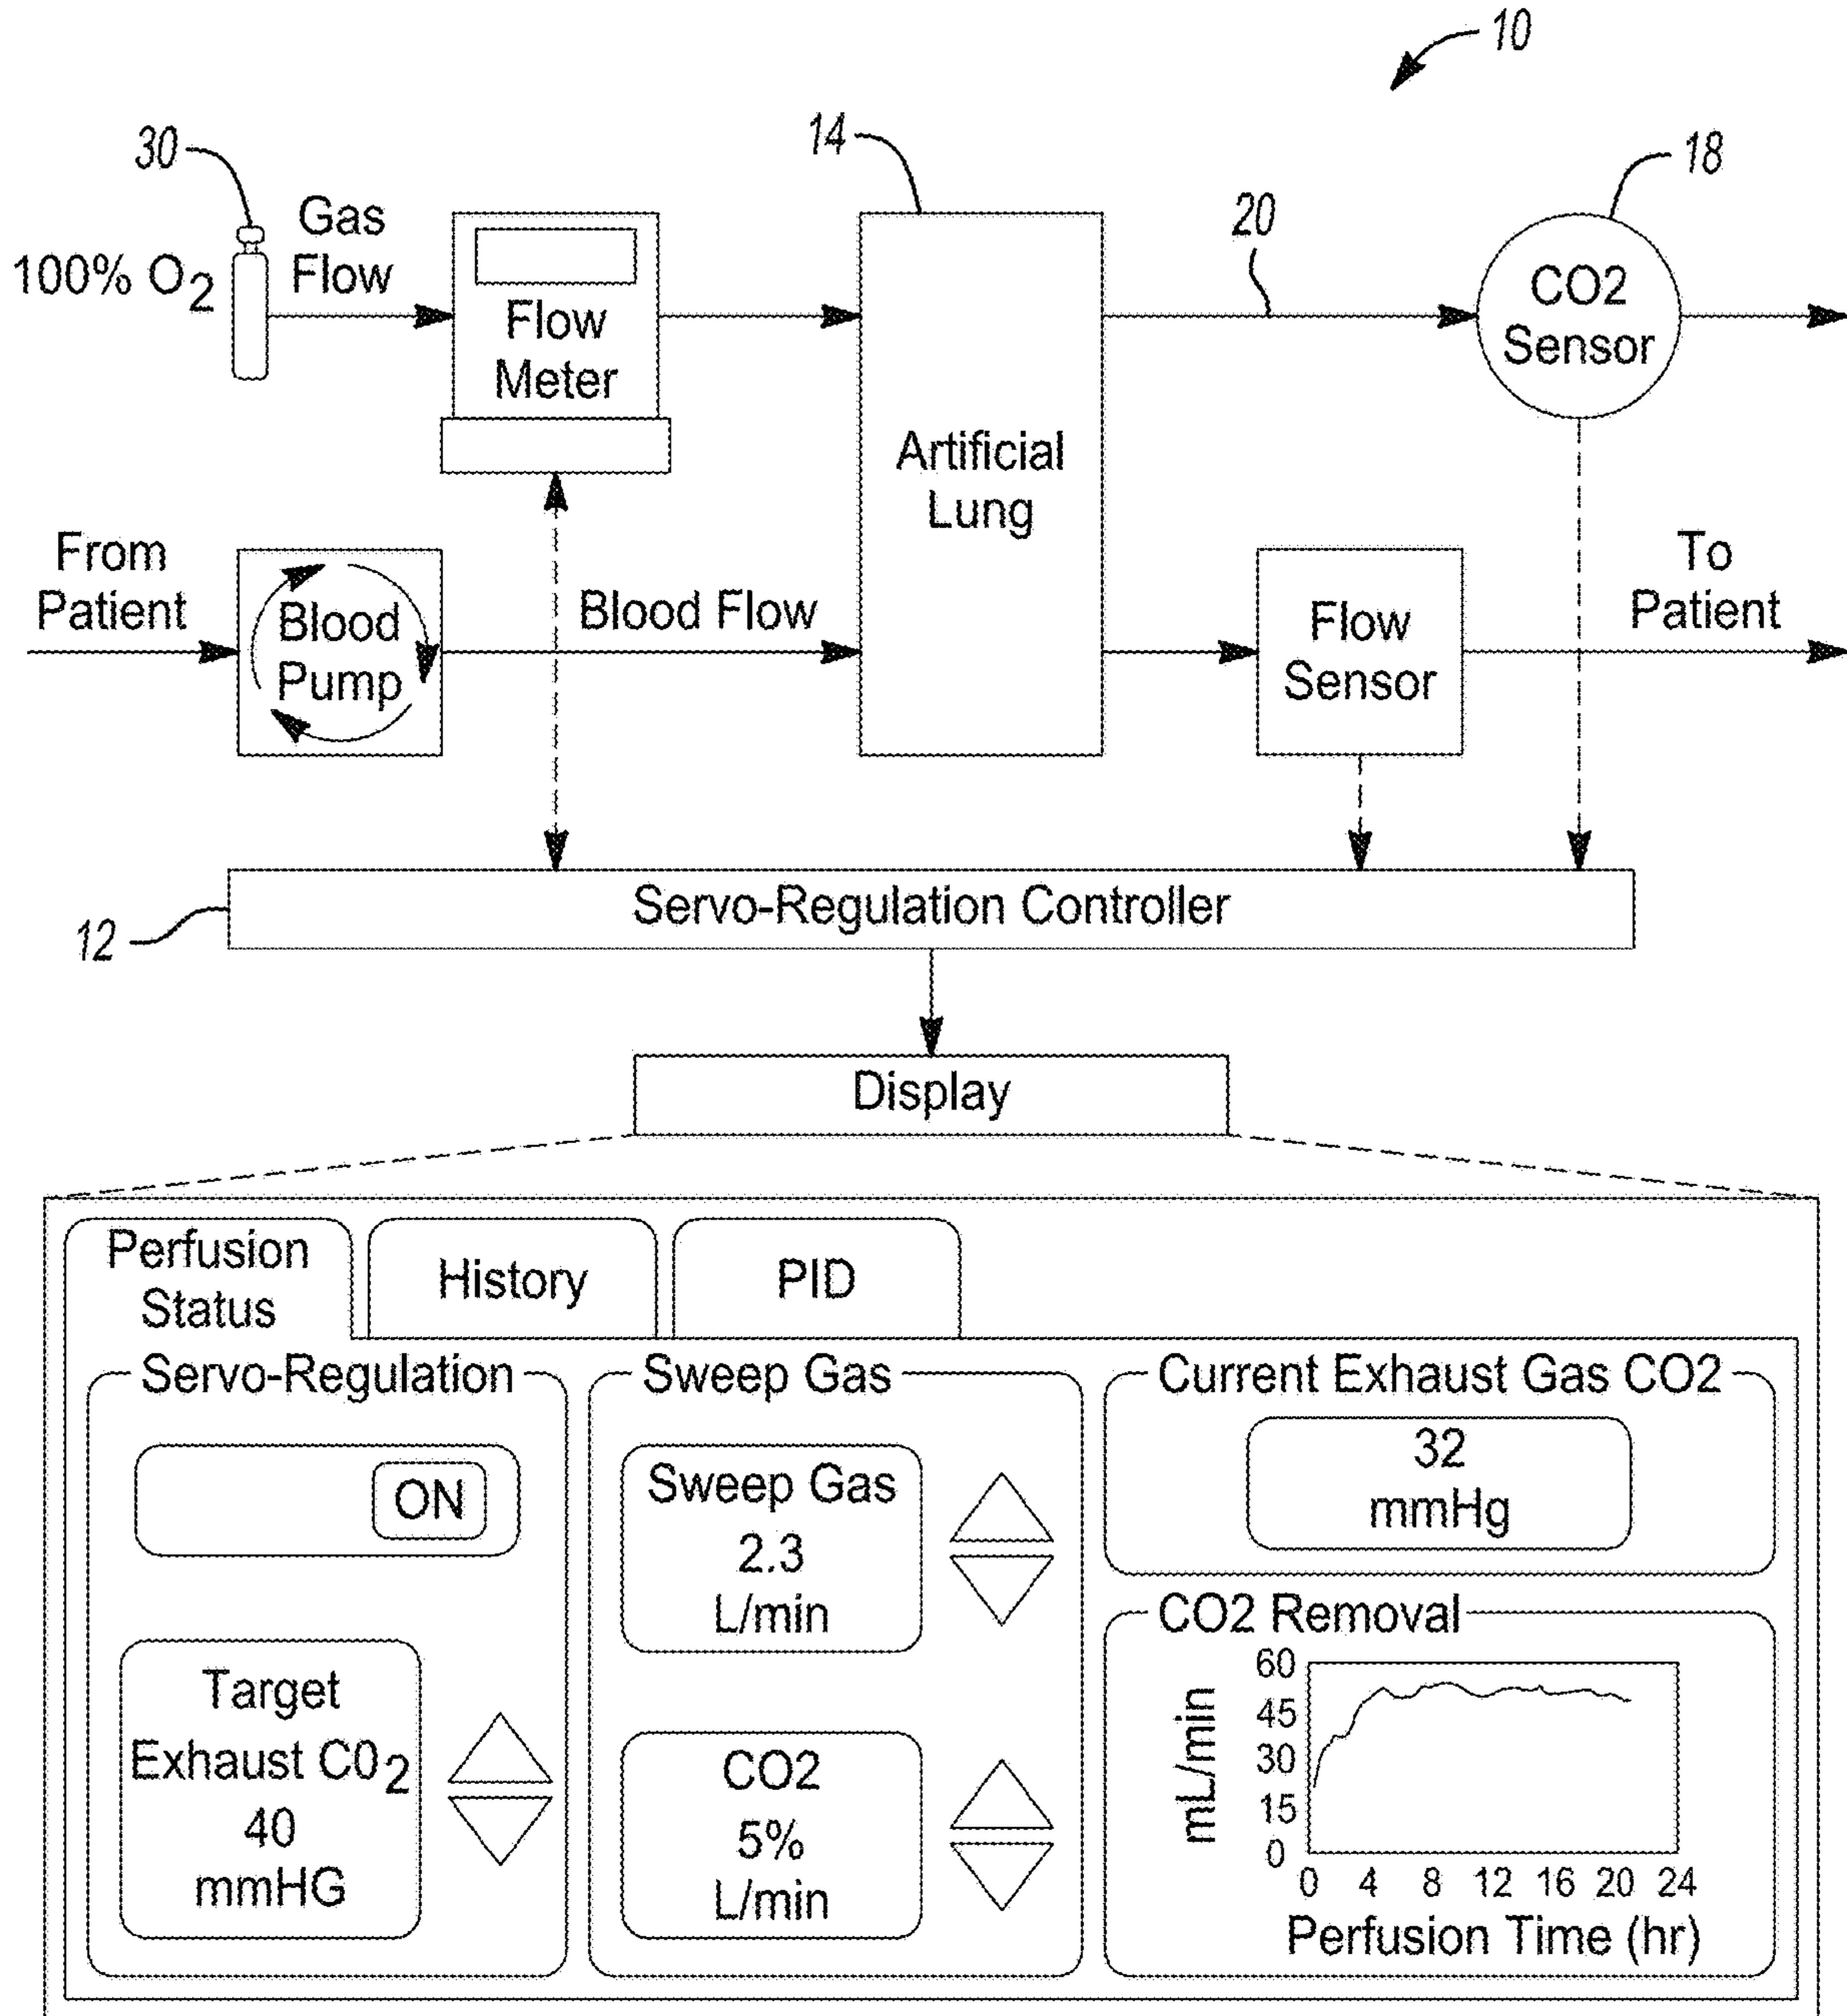 10
30
14
18
20
100% O2
Gas
Flow
Flow
Meter
CO2
Sensor
Artificial
Lung
From
Patient
Blood
Pump
Blood Flow
Flow
Sensor
To
Patient
12
Servo-Regulation Controller
Display
Perfusion
Status
History
PID
Servo-Regulation
ON
Target
Exhaust C02
40
mmHG
Sweep Gas
Sweep Gas
2.3
L/min
CO2
5%
L/min
Current Exhaust Gas CO2
32
mmHg
CO2 Removal
mL/min
60
45
30
15
0
0 4 8 12 16 20 24
Perfusion Time (hr)